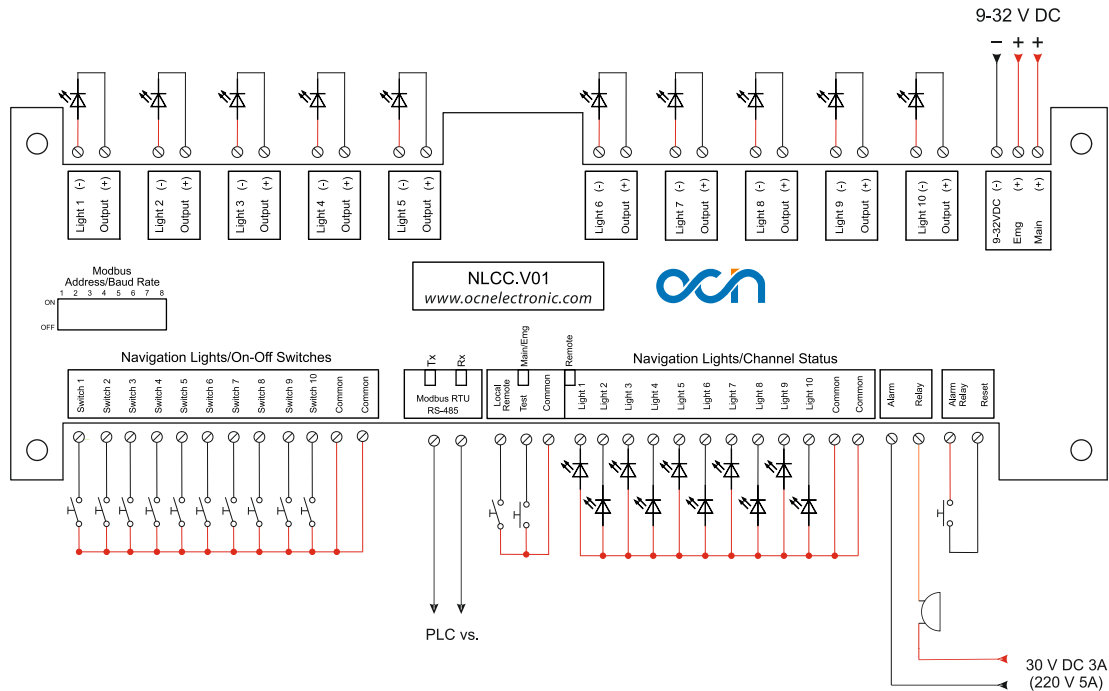 9-32 V DC
− + +
Light 1 (-)
Output (+)
Light 2 (-)
Output (+)
Light 3 (-)
Output (+)
Light 4 (-)
Output (+)
Light 5 (-)
Output (+)
Light 6 (-)
Output (+)
Light 7 (-)
Output (+)
Light 8 (-)
Output (+)
Light 9 (-)
Output (+)
Light 10 (-)
Output (+)
9-32VDC (-)
Emg (+)
Main (+)
Modbus
Address/Baud Rate
1 2 3 4 5 6 7 8
ON
OFF
NLCC.V01
www.ocnelectronic.com
ocn
Navigation Lights/On-Off Switches
Switch 1
Switch 2
Switch 3
Switch 4
Switch 5
Switch 6
Switch 7
Switch 8
Switch 9
Switch 10
Common
Common
Tx
Rx
Modbus RTU
RS-485
Main/Emg
Remote
Local
Remote
Test
Common
Navigation Lights/Channel Status
Light 1
Light 2
Light 3
Light 4
Light 5
Light 6
Light 7
Light 8
Light 9
Light 10
Common
Common
Alarm
Relay
Alarm
Relay
Reset
PLC vs.
30 V DC 3A
(220 V 5A)